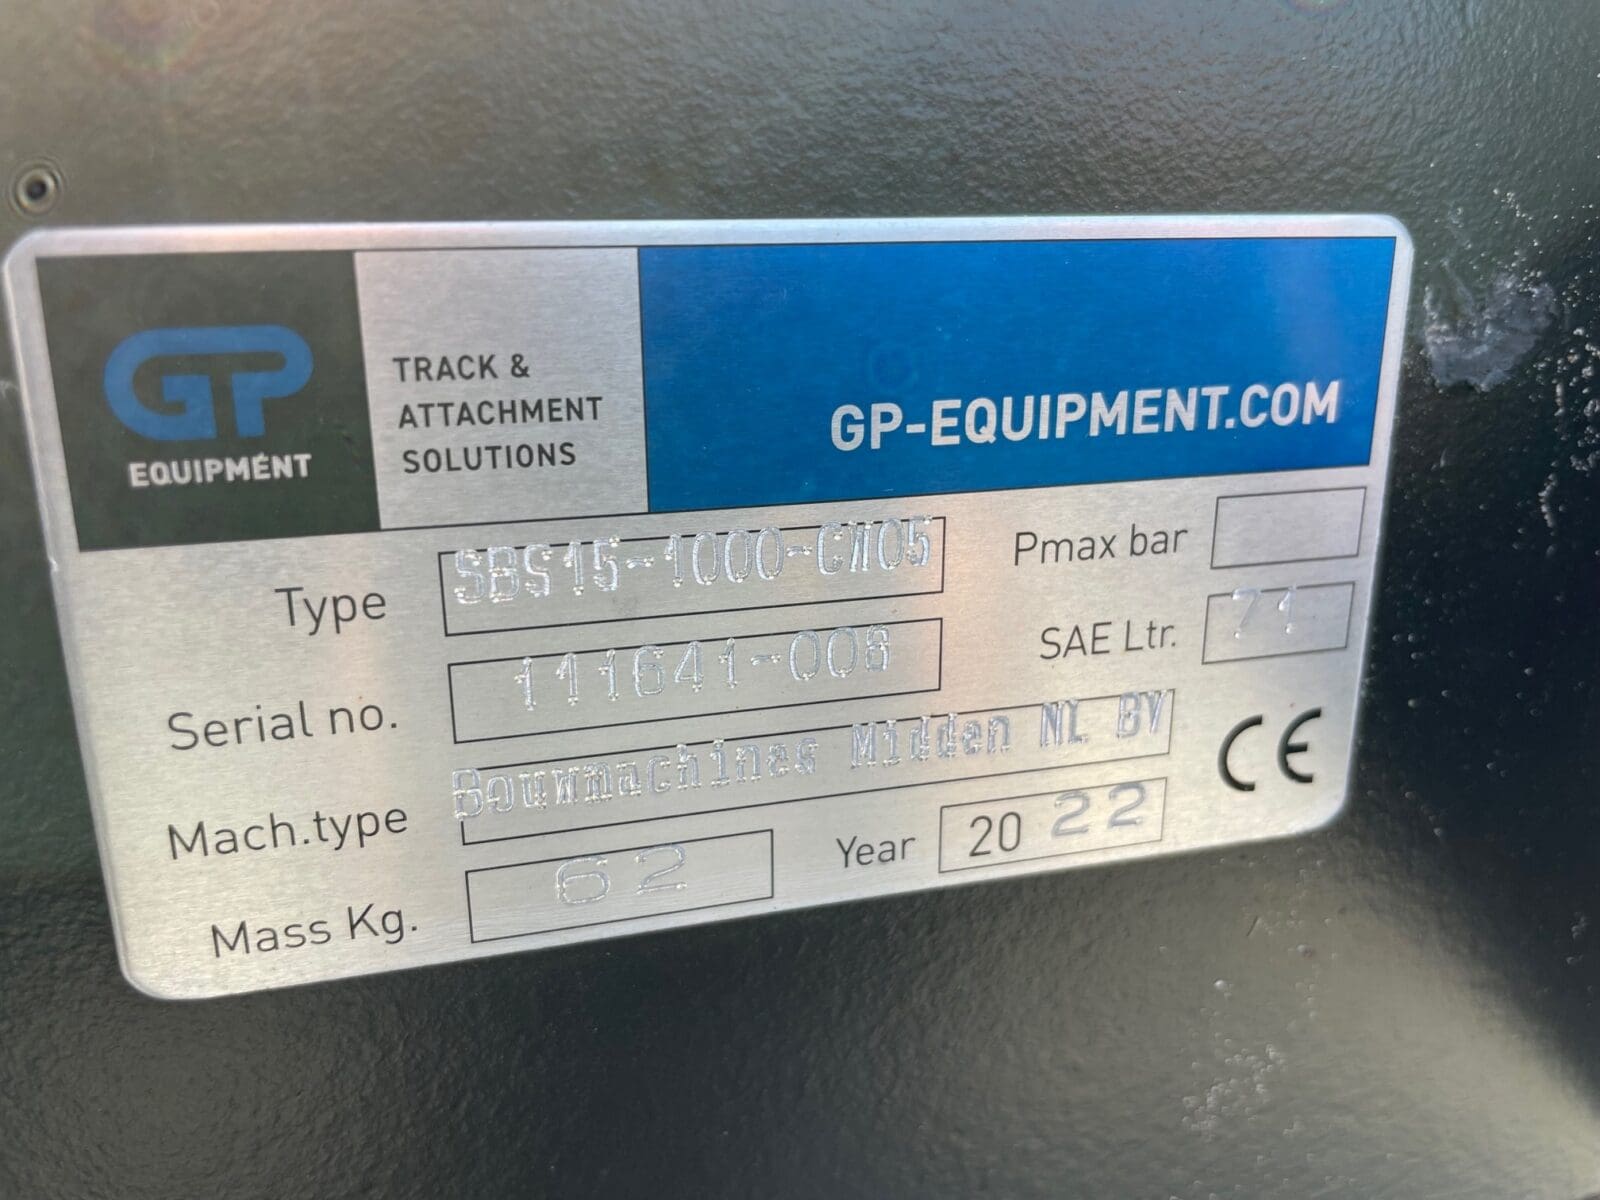 GP
EQUIPMENT
TRACK &
ATTACHMENT
SOLUTIONS
GP-EQUIPMENT.COM
Type SBS15-1000-CW05
Pmax bar
Serial no. 111641-008
SAE Ltr. 71
Mach.type Bouwmachines Midden NL BV
CE
Mass Kg. 62
Year 2022